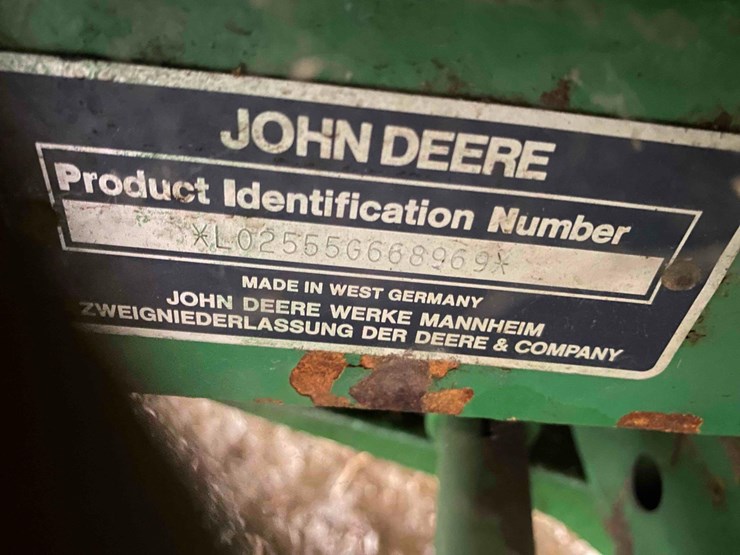 JOHN DEERE
Product Identification Number
*L02555G668969*
MADE IN WEST GERMANY
JOHN DEERE WERKE MANNHEIM
ZWEIGNIEDERLASSUNG DER DEERE & COMPANY